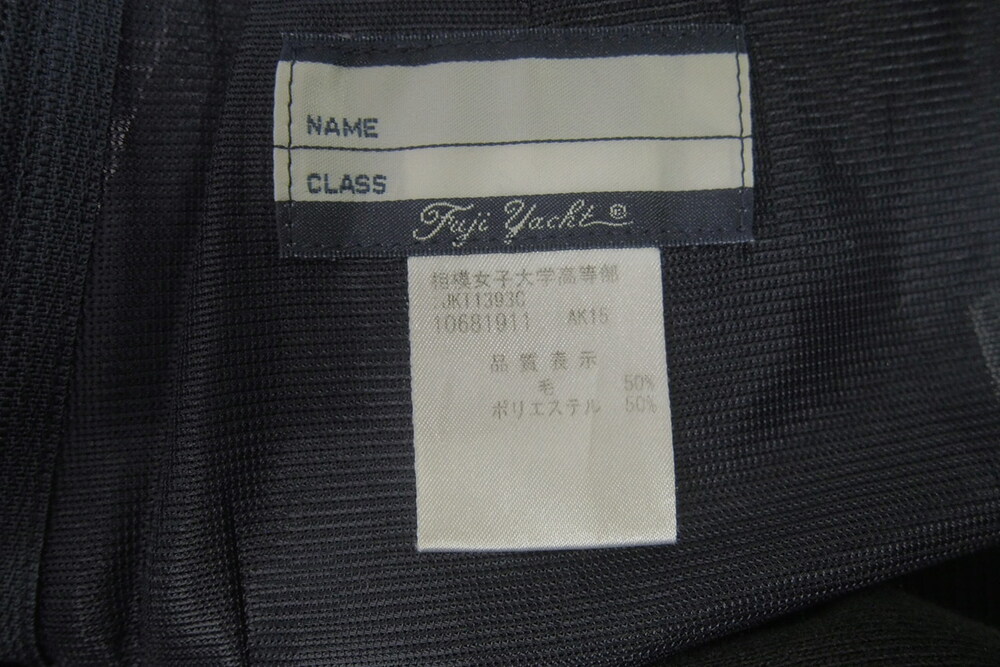 NAME
CLASS
Fuji Yacht ®
相模女子大学高等部
:JKT1393C
10681911 AK15
品質表示
毛 50%
ポリエステル 50%